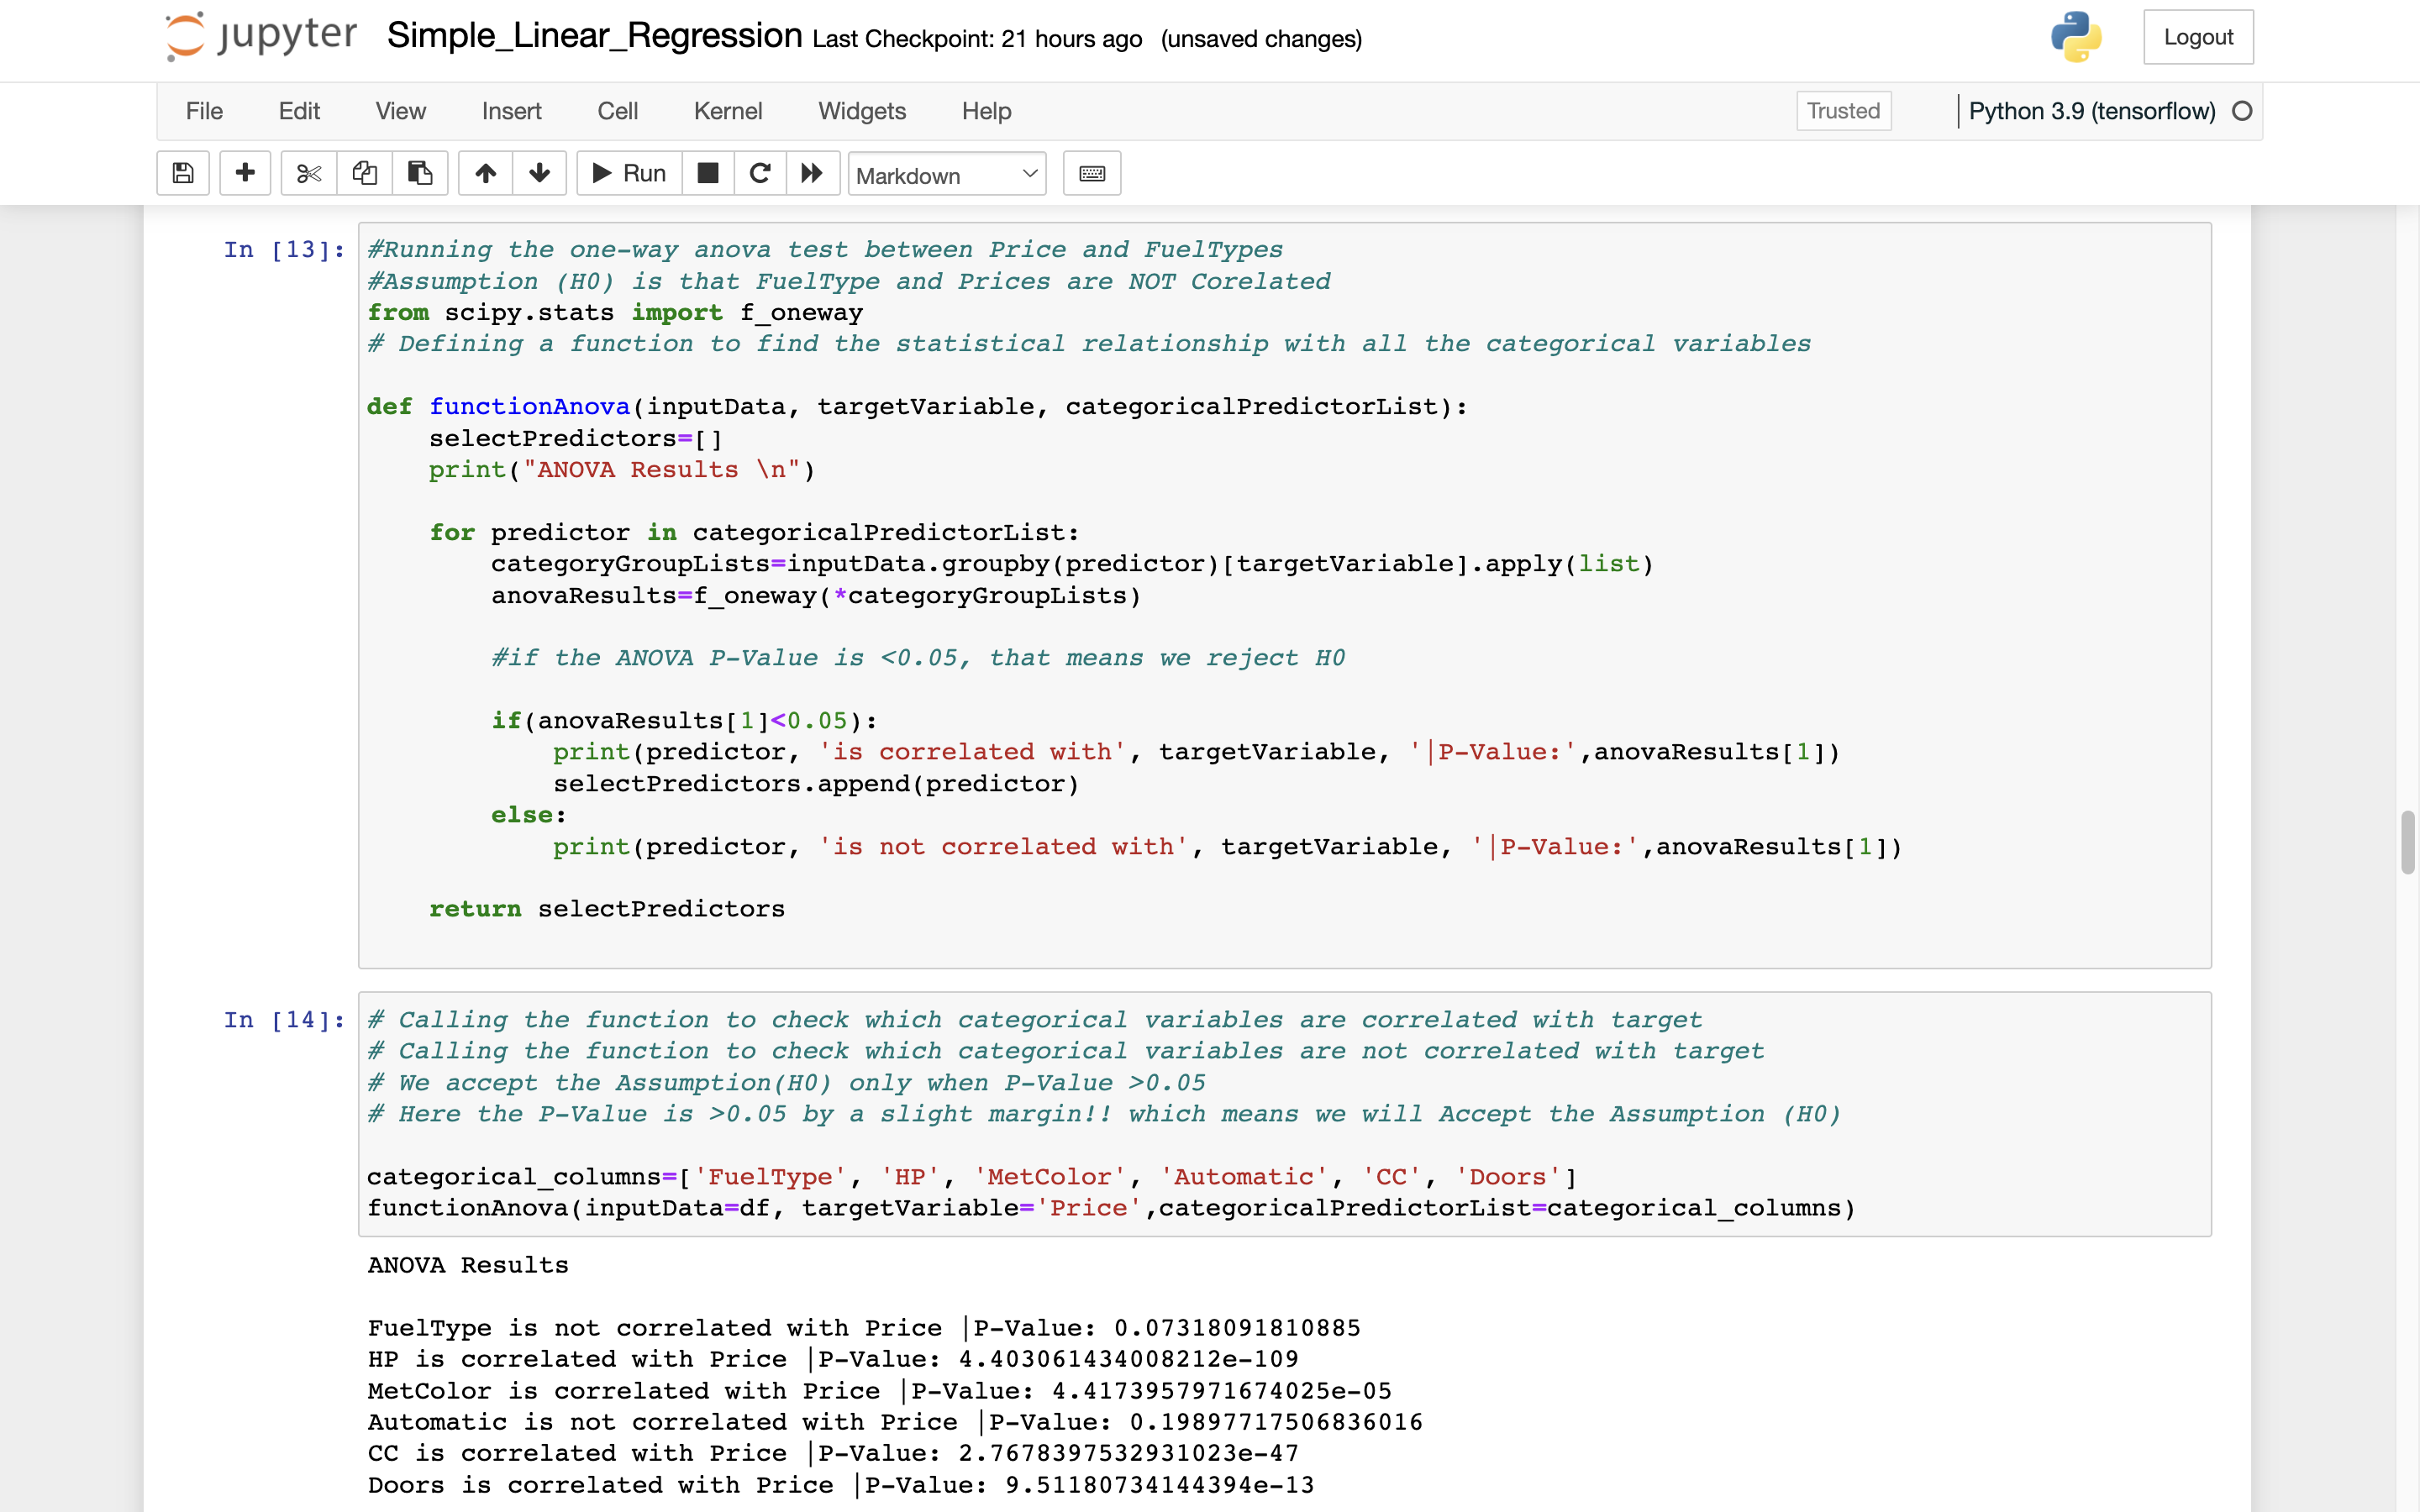 jupyter Simple_Linear_Regression Last Checkpoint: 21 hours ago (unsaved changes) Logout
File Edit View Insert Cell Kernel Widgets Help Trusted Python 3.9 (tensorflow)
Run Markdown
In [13]: #Running the one-way anova test between Price and FuelTypes
#Assumption (H0) is that FuelType and Prices are NOT Corelated
from scipy.stats import f_oneway
# Defining a function to find the statistical relationship with all the categorical variables
def functionAnova(inputData, targetVariable, categoricalPredictorList):
    selectPredictors=[]
    print("ANOVA Results \n")
    for predictor in categoricalPredictorList:
        categoryGroupLists=inputData.groupby(predictor)[targetVariable].apply(list)
        anovaResults=f_oneway(*categoryGroupLists)
        #if the ANOVA P-Value is <0.05, that means we reject H0
        if(anovaResults[1]<0.05):
            print(predictor, 'is correlated with', targetVariable, '|P-Value:',anovaResults[1])
            selectPredictors.append(predictor)
        else:
            print(predictor, 'is not correlated with', targetVariable, '|P-Value:',anovaResults[1])
    return selectPredictors
In [14]: # Calling the function to check which categorical variables are correlated with target
# Calling the function to check which categorical variables are not correlated with target
# We accept the Assumption(H0) only when P-Value >0.05
# Here the P-Value is >0.05 by a slight margin!! which means we will Accept the Assumption (H0)
categorical_columns=['FuelType', 'HP', 'MetColor', 'Automatic', 'CC', 'Doors']
functionAnova(inputData=df, targetVariable='Price',categoricalPredictorList=categorical_columns)
ANOVA Results
FuelType is not correlated with Price |P-Value: 0.07318091810885
HP is correlated with Price |P-Value: 4.403061434008212e-109
MetColor is correlated with Price |P-Value: 4.4173957971674025e-05
Automatic is not correlated with Price |P-Value: 0.19897717506836016
CC is correlated with Price |P-Value: 2.7678397532931023e-47
Doors is correlated with Price |P-Value: 9.51180734144394e-13